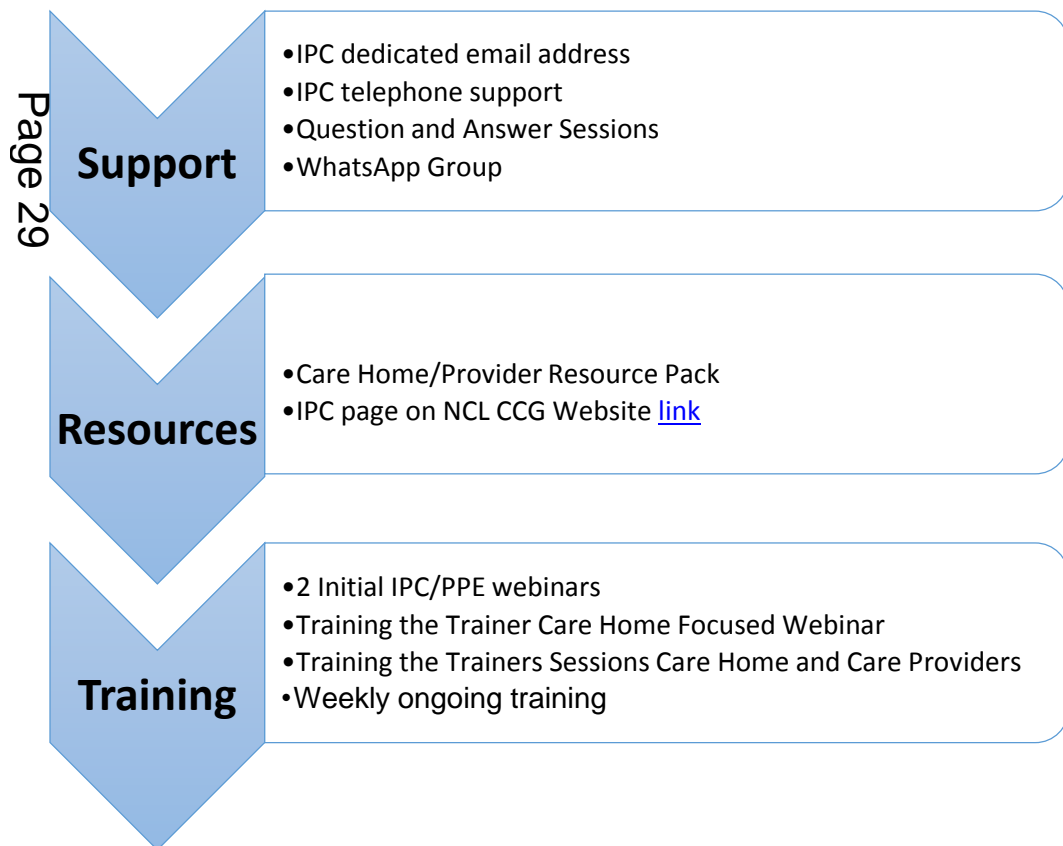 Page 29
Support
•IPC dedicated email address
•IPC telephone support
•Question and Answer Sessions
•WhatsApp Group
Resources
•Care Home/Provider Resource Pack
•IPC page on NCL CCG Website link
Training
•2 Initial IPC/PPE webinars
•Training the Trainer Care Home Focused Webinar
•Training the Trainers Sessions Care Home and Care Providers
•Weekly ongoing training